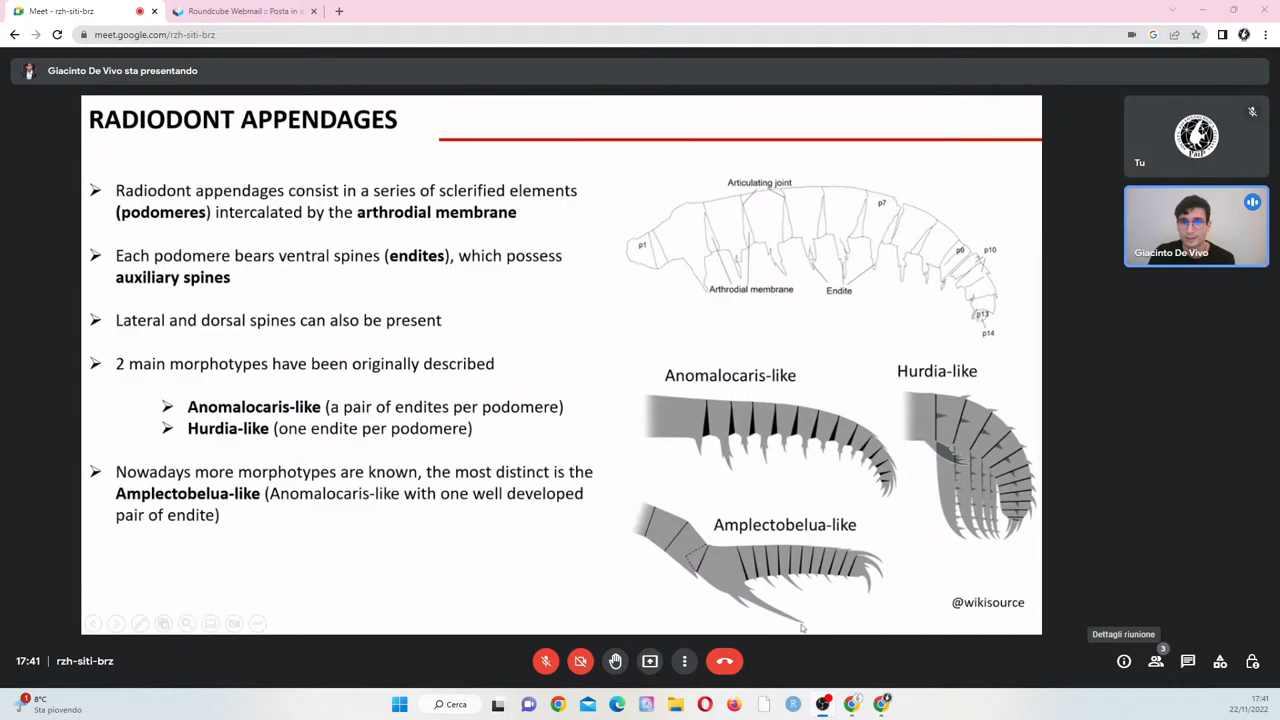 Meet - rzh-siti-brz
Roundcube Webmail :: Posta in a
meet.google.com/rzh-siti-brz
Giacinto De Vivo sta presentando
RADIODONT APPENDAGES
Radiodont appendages consist in a series of sclerified elements
(podomeres) intercalated by the arthrodial membrane
Each podomere bears ventral spines (endites), which possess
auxiliary spines
Lateral and dorsal spines can also be present
2 main morphotypes have been originally described
Anomalocaris-like (a pair of endites per podomere)
Hurdia-like (one endite per podomere)
Nowadays more morphotypes are known, the most distinct is the
Amplectobelua-like (Anomalocaris-like with one well developed
pair of endite)
Articulating joint
p7
p1
p9
p10
Arthrodial membrane
Endite
p13
p14
Anomalocaris-like
Hurdia-like
Amplectobelua-like
@wikisource
Tu
Giacinto De Vivo
Dettagli riunione
17:41
rzh-siti-brz
3
1
8°C
Sta piovendo
Cerca
17:41
22/11/2022